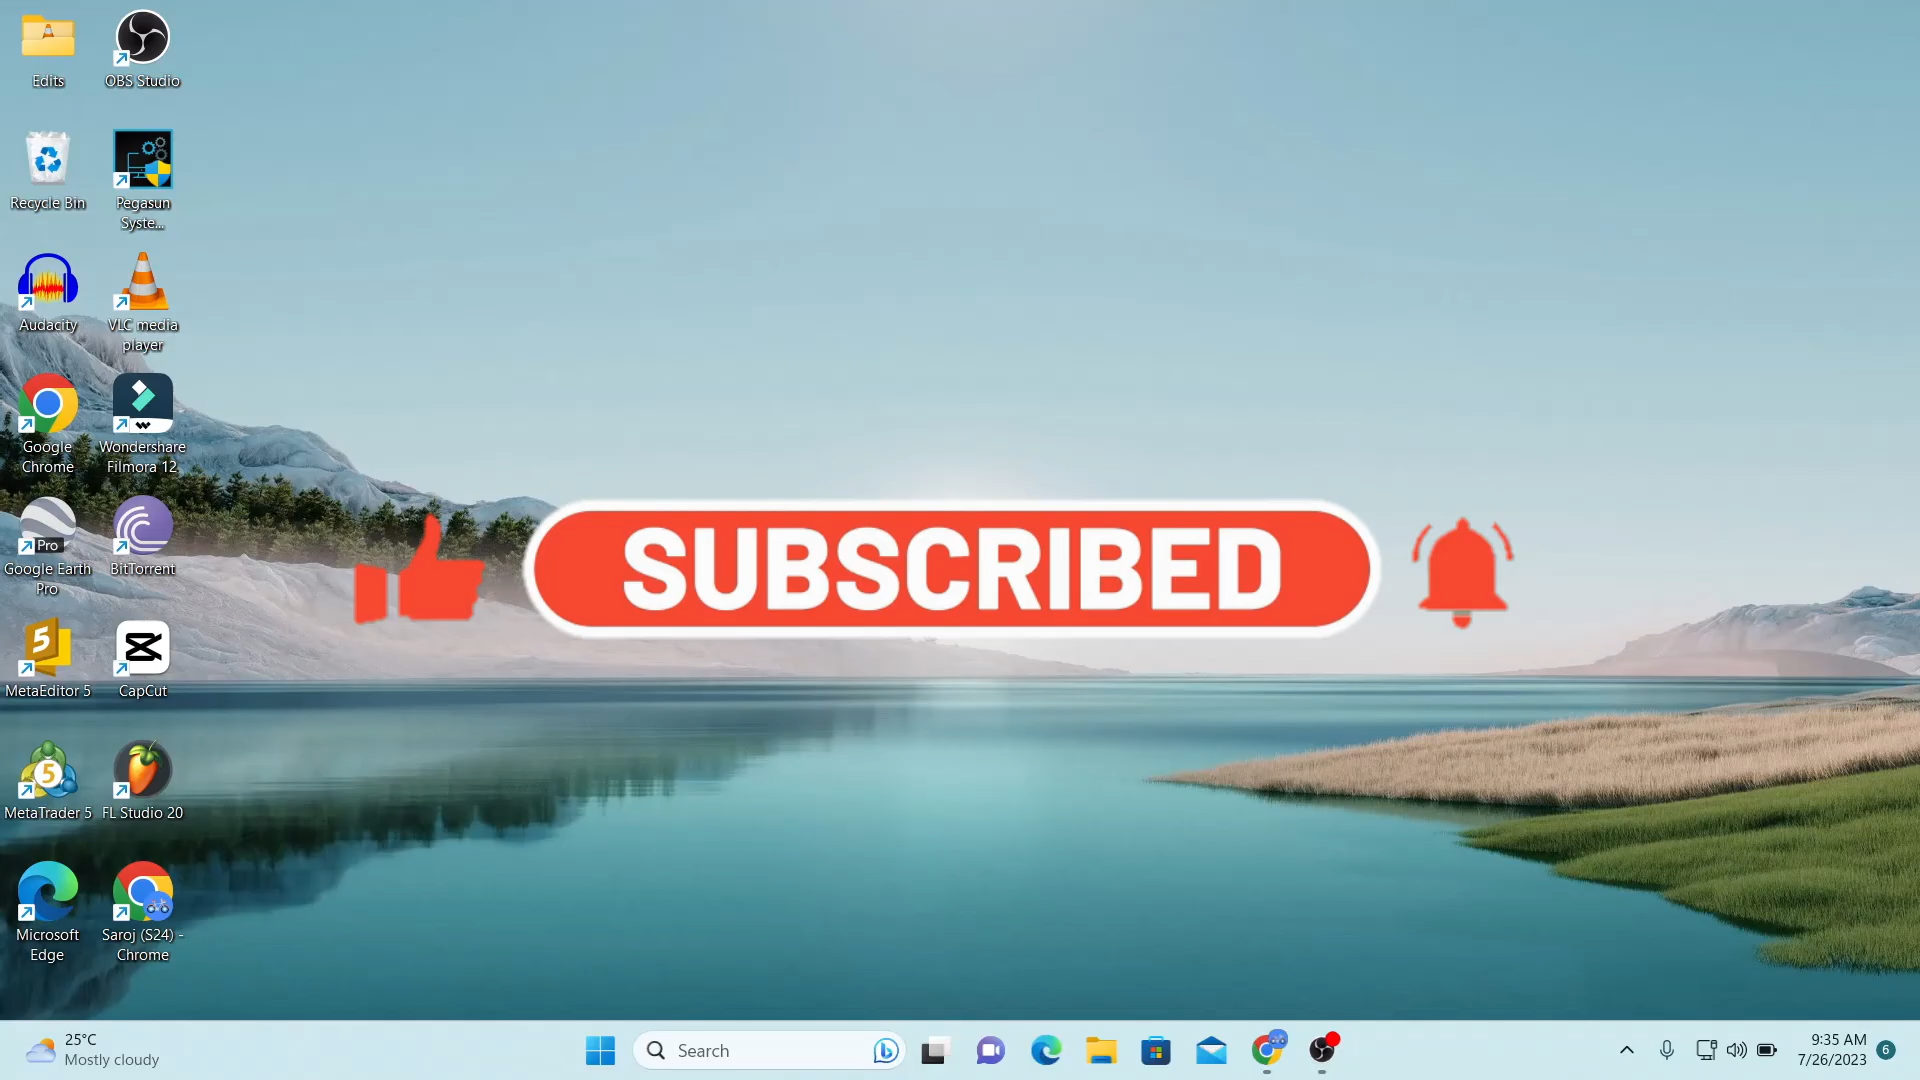 Edits
OBS Studio
Recycle Bin
Pegasun
Syste...
Audacity
VLC media
player
Google
Chrome
Wondershare
Filmora 12
Pro
Google Earth
Pro
BitTorrent
SUBSCRIBED
5
MetaEditor 5
CapCut
5
MetaTrader 5
FL Studio 20
Microsoft
Edge
Saroj (S24) -
Chrome
25°C
Mostly cloudy
Search
9:35 AM
7/26/2023
6